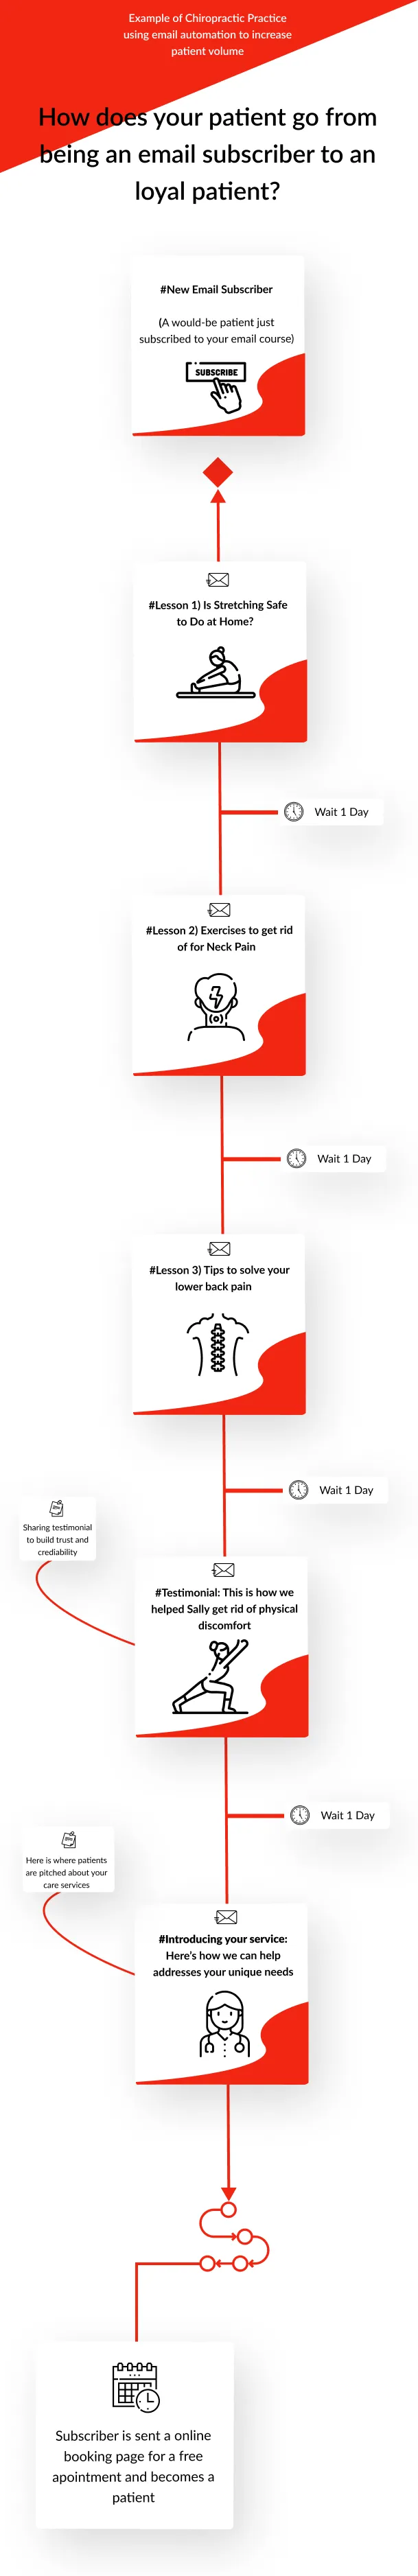 Example of Chiropractic Practice
using email automation to increase
patient volume
How does your patient go from
being an email subscriber to an
loyal patient?
#New Email Subscriber
(A would-be patient just
subscribed to your email course)
SUBSCRIBE
#Lesson 1) Is Stretching Safe
to Do at Home?
Wait 1 Day
#Lesson 2) Exercises to get rid
of for Neck Pain
Wait 1 Day
#Lesson 3) Tips to solve your
lower back pain
Wait 1 Day
Sharing testimonial
to build trust and
crediability
#Testimonial: This is how we
helped Sally get rid of physical
discomfort
Wait 1 Day
Here is where patients
are pitched about your
care services
#Introducing your service:
Here's how we can help
addresses your unique needs
Subscriber is sent a online
booking page for a free
apointment and becomes a
patient